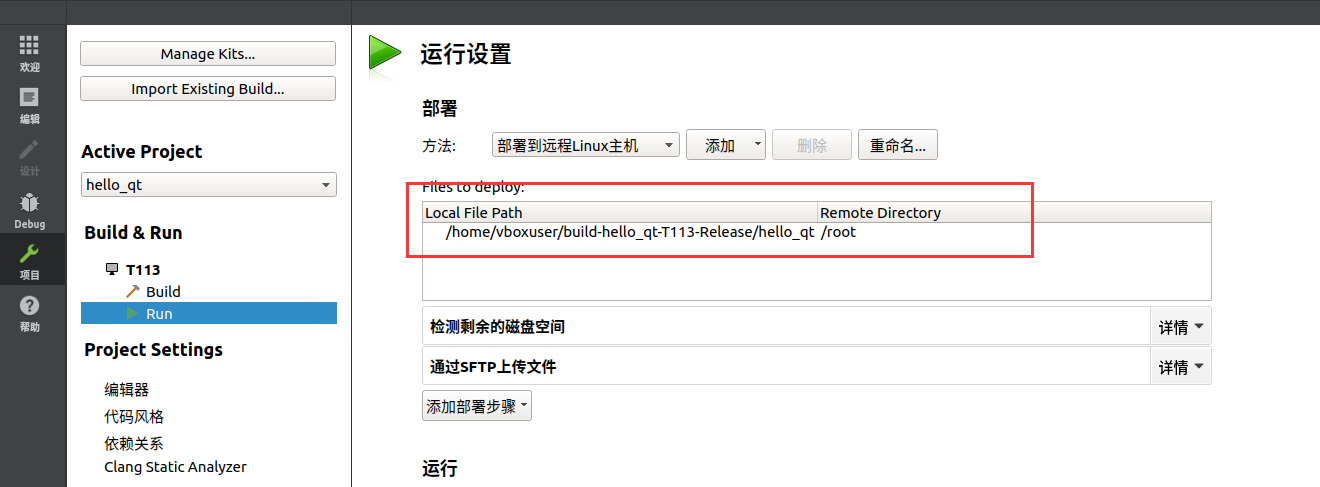 欢迎
编辑
设计
Debug
项目
帮助
Manage Kits...
Import Existing Build...
Active Project
hello_qt
Build & Run
T113
Build
Run
Project Settings
编辑器
代码风格
依赖关系
Clang Static Analyzer
运行设置
部署
方法: 部署到远程Linux主机 添加 删除 重命名...
Files to deploy:
Local File Path Remote Directory
/home/vboxuser/build-hello_qt-T113-Release/hello_qt /root
检测剩余的磁盘空间 详情
通过SFTP上传文件 详情
添加部署步骤
运行